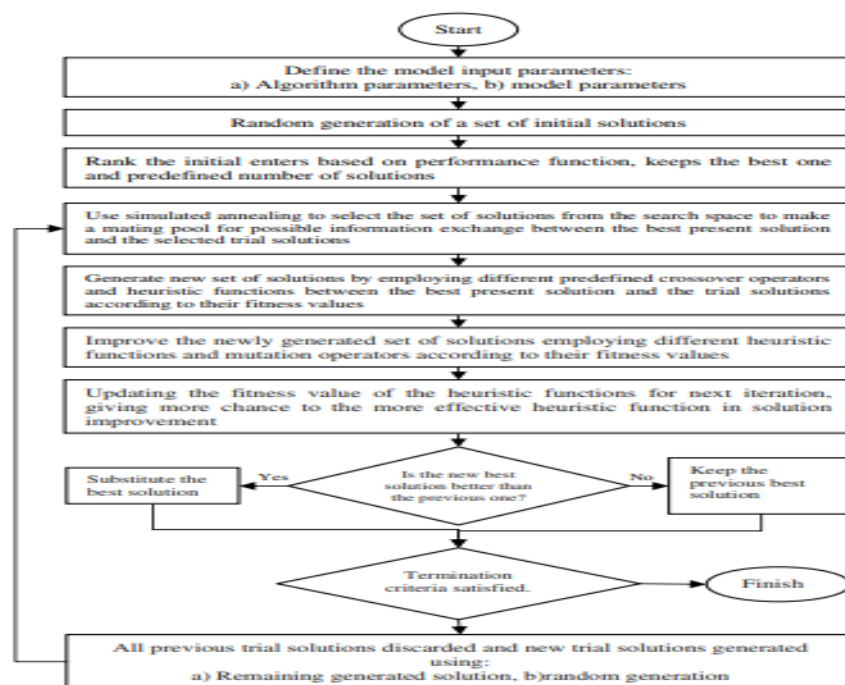 Start
Define the model input parameters:
a) Algorithm parameters, b) model parameters
Random generation of a set of initial solutions
Rank the initial enters based on performance function, keeps the best one
and predefined number of solutions
Use simulated annealing to select the set of solutions from the search space to make
a mating pool for possible information exchange between the best present solution
and the selected trial solutions
Generate new set of solutions by employing different predefined crossover operators
and heuristic functions between the best present solution and the trial solutions
according to their fitness values
Improve the newly generated set of solutions employing different heuristic
functions and mutation operators according to their fitness values
Updating the fitness value of the heuristic functions for next iteration,
giving more chance to the more effective heuristic function in solution
improvement
Substitute the
best solution
Yes
Is the new best
solution better than
the previous one?
No
Keep the
previous best
solution
Termination
criteria satisfied.
Finish
All previous trial solutions discarded and new trial solutions generated
using:
a) Remaining generated solution, b)random generation